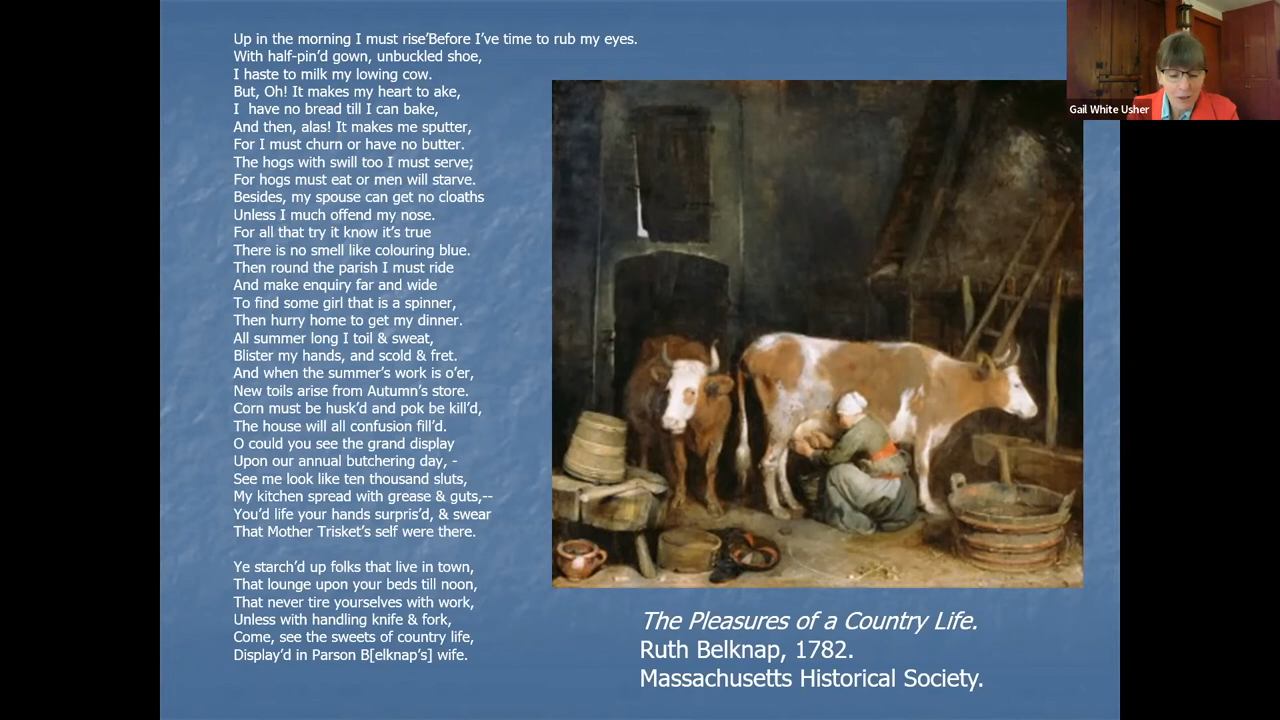 Up in the morning I must rise'Before I've time to rub my eyes.
With half-pin'd gown, unbuckled shoe,
I haste to milk my lowing cow.
But, Oh! It makes my heart to ake,
I  have no bread till I can bake,
And then, alas! It makes me sputter,
For I must churn or have no butter.
The hogs with swill too I must serve;
For hogs must eat or men will starve.
Besides, my spouse can get no cloaths
Unless I much offend my nose.
For all that try it know it's true
There is no smell like colouring blue.
Then round the parish I must ride
And make enquiry far and wide
To find some girl that is a spinner,
Then hurry home to get my dinner.
All summer long I toil & sweat,
Blister my hands, and scold & fret.
And when the summer's work is o'er,
New toils arise from Autumn's store.
Corn must be husk'd and pok be kill'd,
The house will all confusion fill'd.
O could you see the grand display
Upon our annual butchering day, -
See me look like ten thousand sluts,
My kitchen spread with grease & guts,--
You'd life your hands surpris'd, & swear
That Mother Trisket's self were there.
Ye starch'd up folks that live in town,
That lounge upon your beds till noon,
That never tire yourselves with work,
Unless with handling knife & fork,
Come, see the sweets of country life,
Display'd in Parson B[elknap's] wife.
The Pleasures of a Country Life.
Ruth Belknap, 1782.
Massachusetts Historical Society.
Gail White Usher